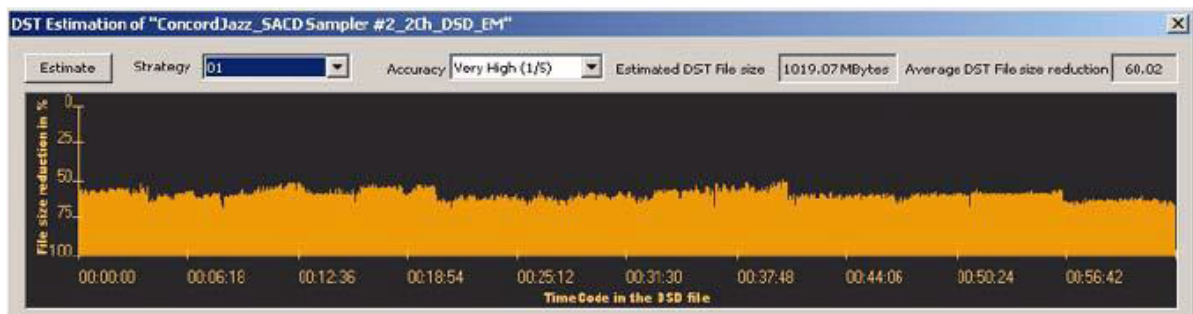 DST Estimation of "ConcordJazz_SACD Sampler #2_2Ch_DSD_EM"
Estimate Strategy 01 Accuracy Very High (1/5) Estimated DST File size 1019.07MBytes Average DST File size reduction 60.02
File size reduction in %
0
25
50
75
100
00:00:00 00:06:18 00:12:36 00:18:54 00:25:12 00:31:30 00:37:48 00:44:06 00:50:24 00:56:42
TimeCode in the DSD file